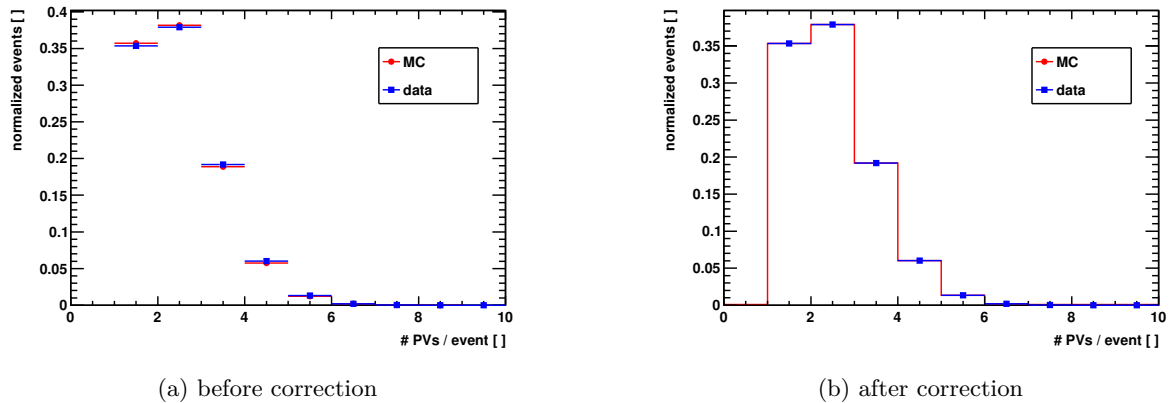 normalized events [ ]
0.4
0.35
0.3
0.25
0.2
0.15
0.1
0.05
0
0 2 4 6 8 10
# PVs / event [ ]
MC
data
(a) before correction
normalized events [ ]
0.35
0.3
0.25
0.2
0.15
0.1
0.05
0
0 2 4 6 8 10
# PVs / event [ ]
MC
data
(b) after correction